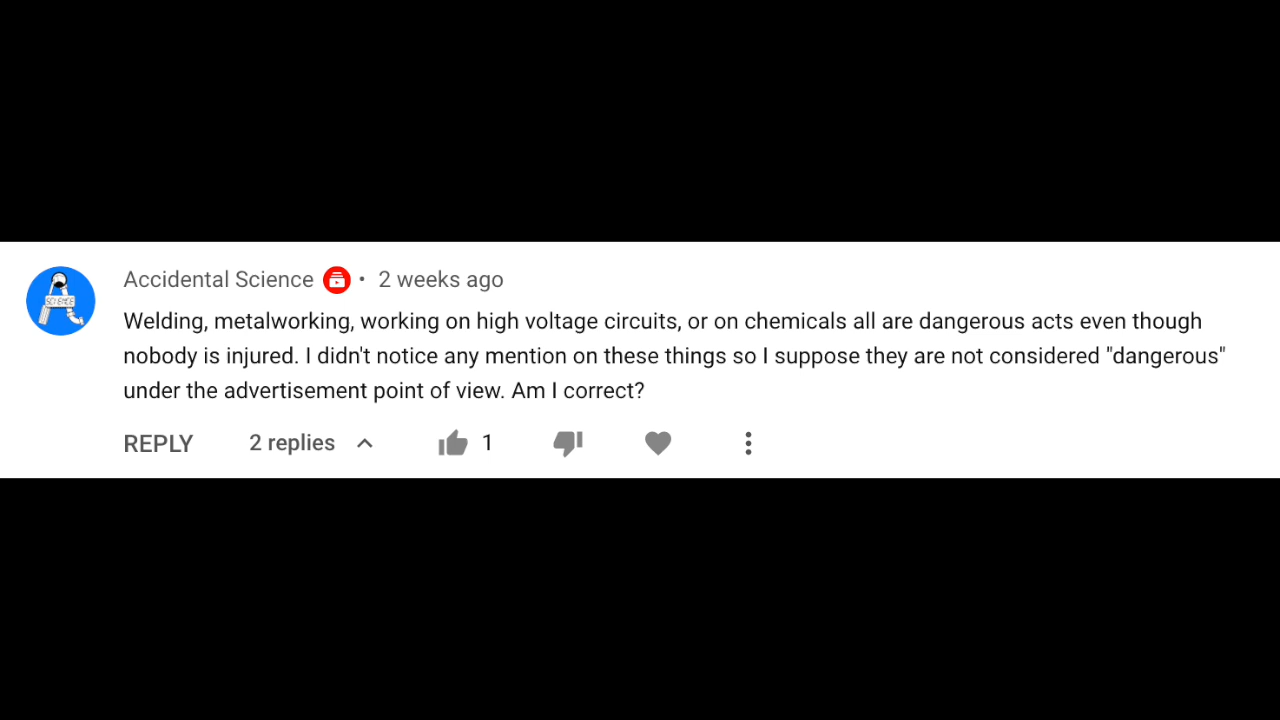 Accidental Science • 2 weeks ago
Welding, metalworking, working on high voltage circuits, or on chemicals all are dangerous acts even though
nobody is injured. I didn't notice any mention on these things so I suppose they are not considered "dangerous"
under the advertisement point of view. Am I correct?
REPLY 2 replies 1
SCIENCE